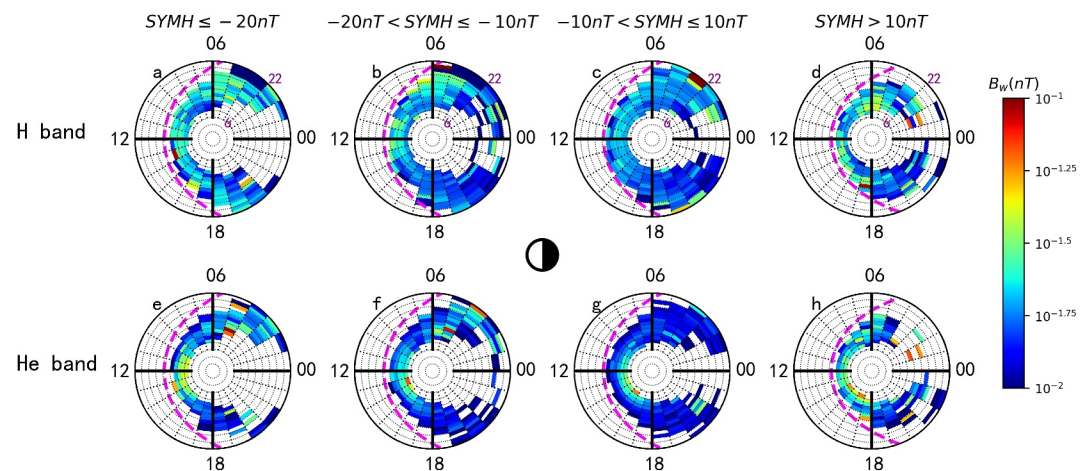 SYMH ≤ −20nT
−20nT < SYMH ≤ −10nT
−10nT < SYMH ≤ 10nT
SYMH > 10nT
06
06
06
06
a
22
b
22
c
22
d
22
B_w(nT)
H band
12
6
00
12
00
12
00
12
6
00
10^−1
10^−1.25
10^−1.5
10^−1.75
10^−2
18
18
18
18
06
06
06
06
e
f
g
h
He band
12
00
12
00
12
00
12
00
18
18
18
18